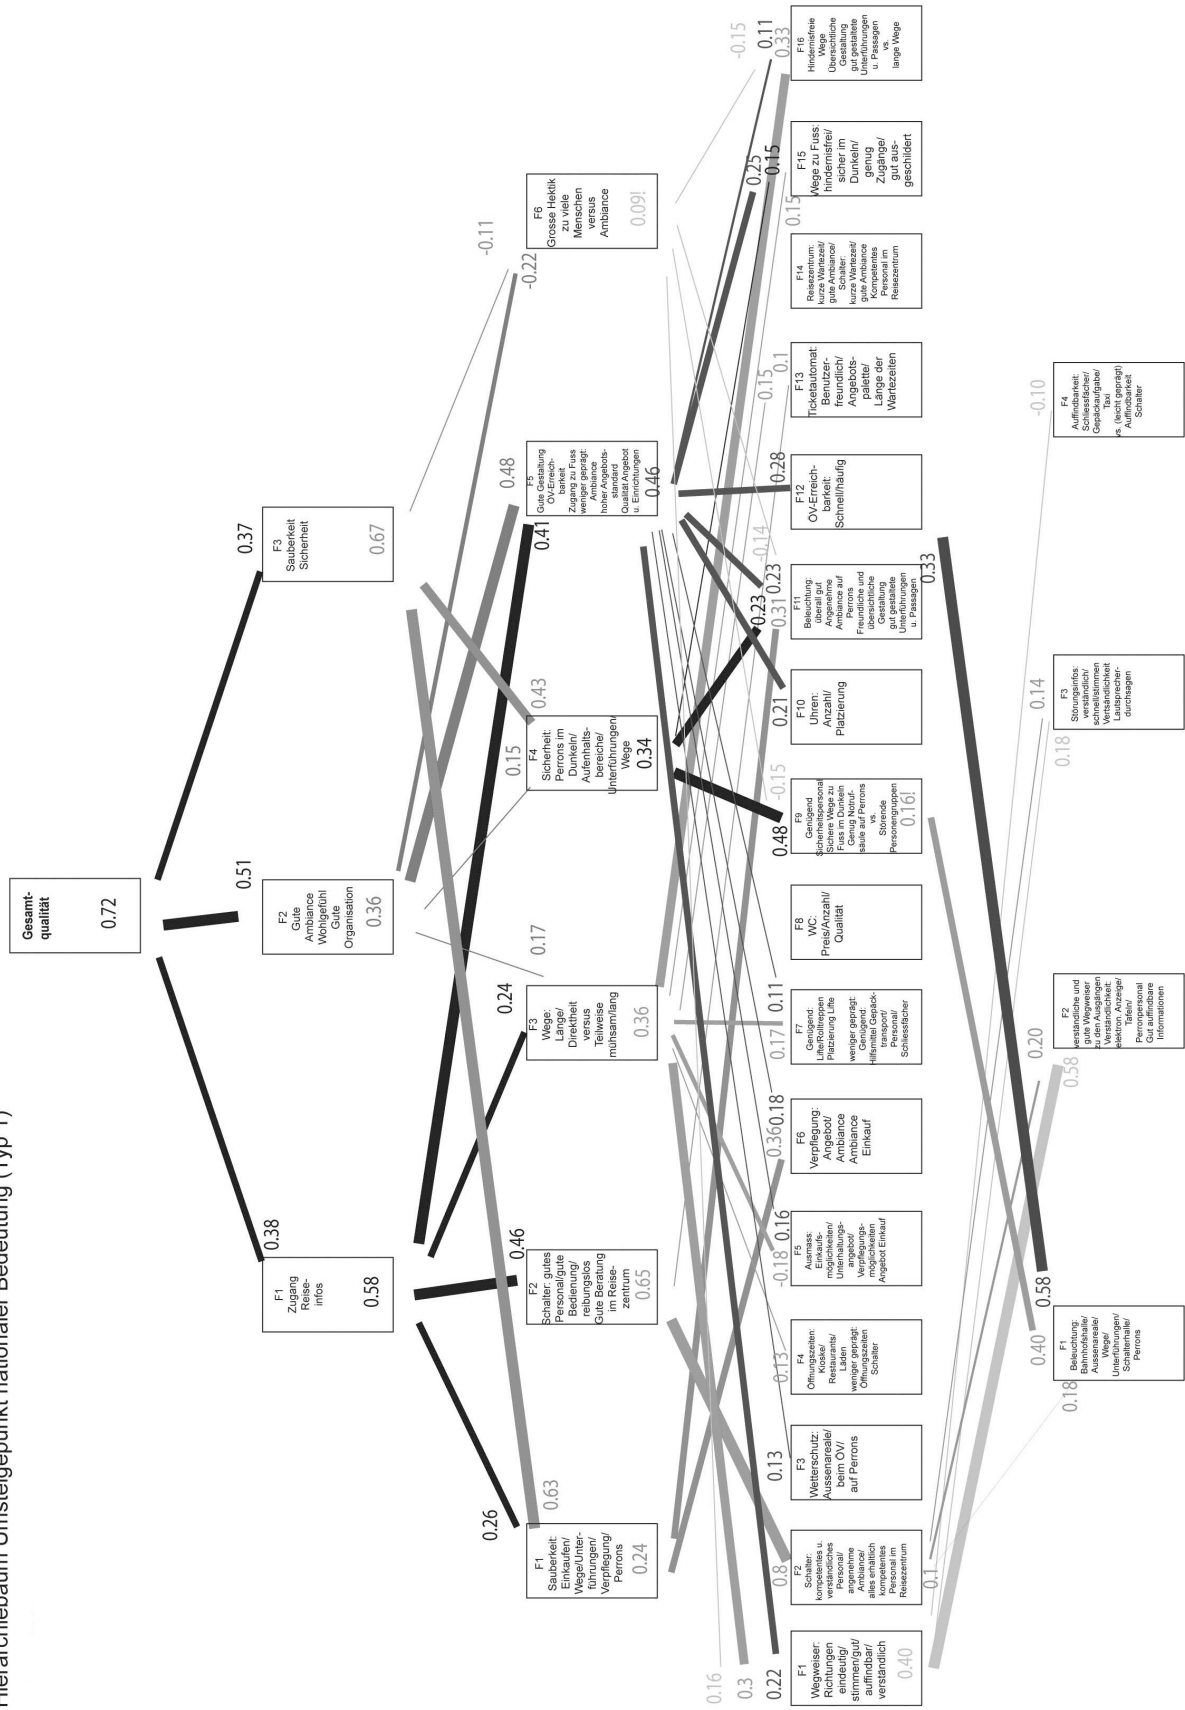 Hierarchiebaum Umsteigepunkt nationaler Bedeutung (Typ 1)
Gesamt-
qualität
0.72
0.38
0.51
0.37
F1
Zugang
Reise-
infos
0.58
F2
Gute
Ambiance
Wohlgefühl
Gute
Organisation
0.36
F3
Sauberkeit
Sicherheit
0.67
0.26
0.63
0.46
0.24
0.17
0.15
0.43
0.41
0.48
-0.22
-0.11
F1
Sauberkeit:
Einkaufen/
Wege/Unter-
führungen/
Verpflegung/
Perrons
0.24
F2
Schalter: gutes
Personal/gute
Bedienung/
reibungslos
Gute Beratung
im Reise-
zentrum
0.65
F3
Wege:
Länge/
Direktheit
versus
Teilweise
mühsam/lang
0.36
F4
Sicherheit:
Perrons im
Dunkeln/
Aufenhalts-
bereiche/
Unterführungen/
Wege
0.34
F5
Gute Gestaltung
ÖV-Erreich-
barkeit
Zugang zu Fuss
weniger geprägt:
Ambiance
hoher Angebots-
standard
Qualität Angebot
u. Einrichtungen
0.46
F6
Grosse Hektik
zu viele
Menschen
versus
Ambiance
0.09!
0.16
0.3
0.22
0.8
0.13
0.13
-0.18
0.16
0.36
0.18
0.17
0.11
0.48
-0.15
0.21
0.23
0.31
0.23
-0.14
0.28
0.15
0.1
0.15
0.25
0.15
-0.15
0.11
0.33
F1
Wegweiser:
Richtungen
eindeutig/
stimmen/gut/
auffindbar/
verständlich
0.40
F2
Schalter:
kompetentes u.
verständliches
Personal/
angenehme
Ambiance/
alles erhältlich
kompetentes
Personal im
Reisezentrum
F3
Wetterschutz:
Aussenareale/
beim ÖV/
auf Perrons
F4
Öffnungszeiten:
Kioske/
Restaurants/
Läden
weniger geprägt:
Öffnungszeiten
Schalter
F5
Ausmass:
Einkaufs-
möglichkeiten/
Unterhaltungs-
angebot/
Verpflegungs-
möglichkeiten
Angebot Einkauf
F6
Verpflegung:
Angebot/
Ambiance
Ambiance
Einkauf
F7
Genügend:
Lifte/Rolltreppen
Platzierung Lifte
weniger geprägt:
Genügend:
Hilfsmittel Gepäck-
transport/
Personal/
Schliessfächer
F8
WC:
Preis/Anzahl/
Qualität
F9
Genügend
Sicherheitspersonal
Sichere Wege zu
Fuss im Dunkeln
Genug Notruf-
säule auf Perrons
vs.
Störende
Personengruppen
0.16!
F10
Uhren:
Anzahl/
Platzierung
F11
Beleuchtung:
überall gut
Angenehme
Ambiance auf
Perrons
Freundliche und
übersichtliche
Gestaltung
gut gestaltete
Unterführungen
u. Passagen
F12
ÖV-Erreich-
barkeit:
Schnell/häufig
F13
Ticketautomat:
Benutzer-
freundlich/
Angebots-
palette/
Länge der
Wartezeiten
F14
Reisezentrum:
kurze Wartezeit/
gute Ambiance/
Schalter:
kurze Wartezeit/
gute Ambiance
Kompetentes
Personal im
Reisezentrum
F15
Wege zu Fuss:
hindernisfrei/
sicher im
Dunkeln/
genug
Zugänge/
gut aus-
geschildert
F16
Hindernisfreie
Wege
Übersichtliche
Gestaltung
gut gestaltete
Unterführungen
u. Passagen
vs.
lange Wege
0.1
0.33
0.18
0.40
0.58
0.58
0.20
0.18
0.14
-0.10
F1
Beleuchtung:
Bahnhofshalle/
Aussenareale/
Wege/
Unterführungen/
Schalterhalle/
Perrons
F2
verständliche und
gute Wegweiser
zu den Ausgängen
Verständlichkeit:
elektron. Anzeige/
Tafeln/
Perronpersonal
Gut auffindbare
Informationen
F3
Störungsinfos:
verständlich/
schnell/stimmen
Vertsändlichkeit
Lautsprecher-
durchsagen
F4
Auffindbarkeit:
Schliessfächer/
Gepäckaufgabe/
Taxi
vs. (leicht geprägt)
Auffindbarkeit
Schalter